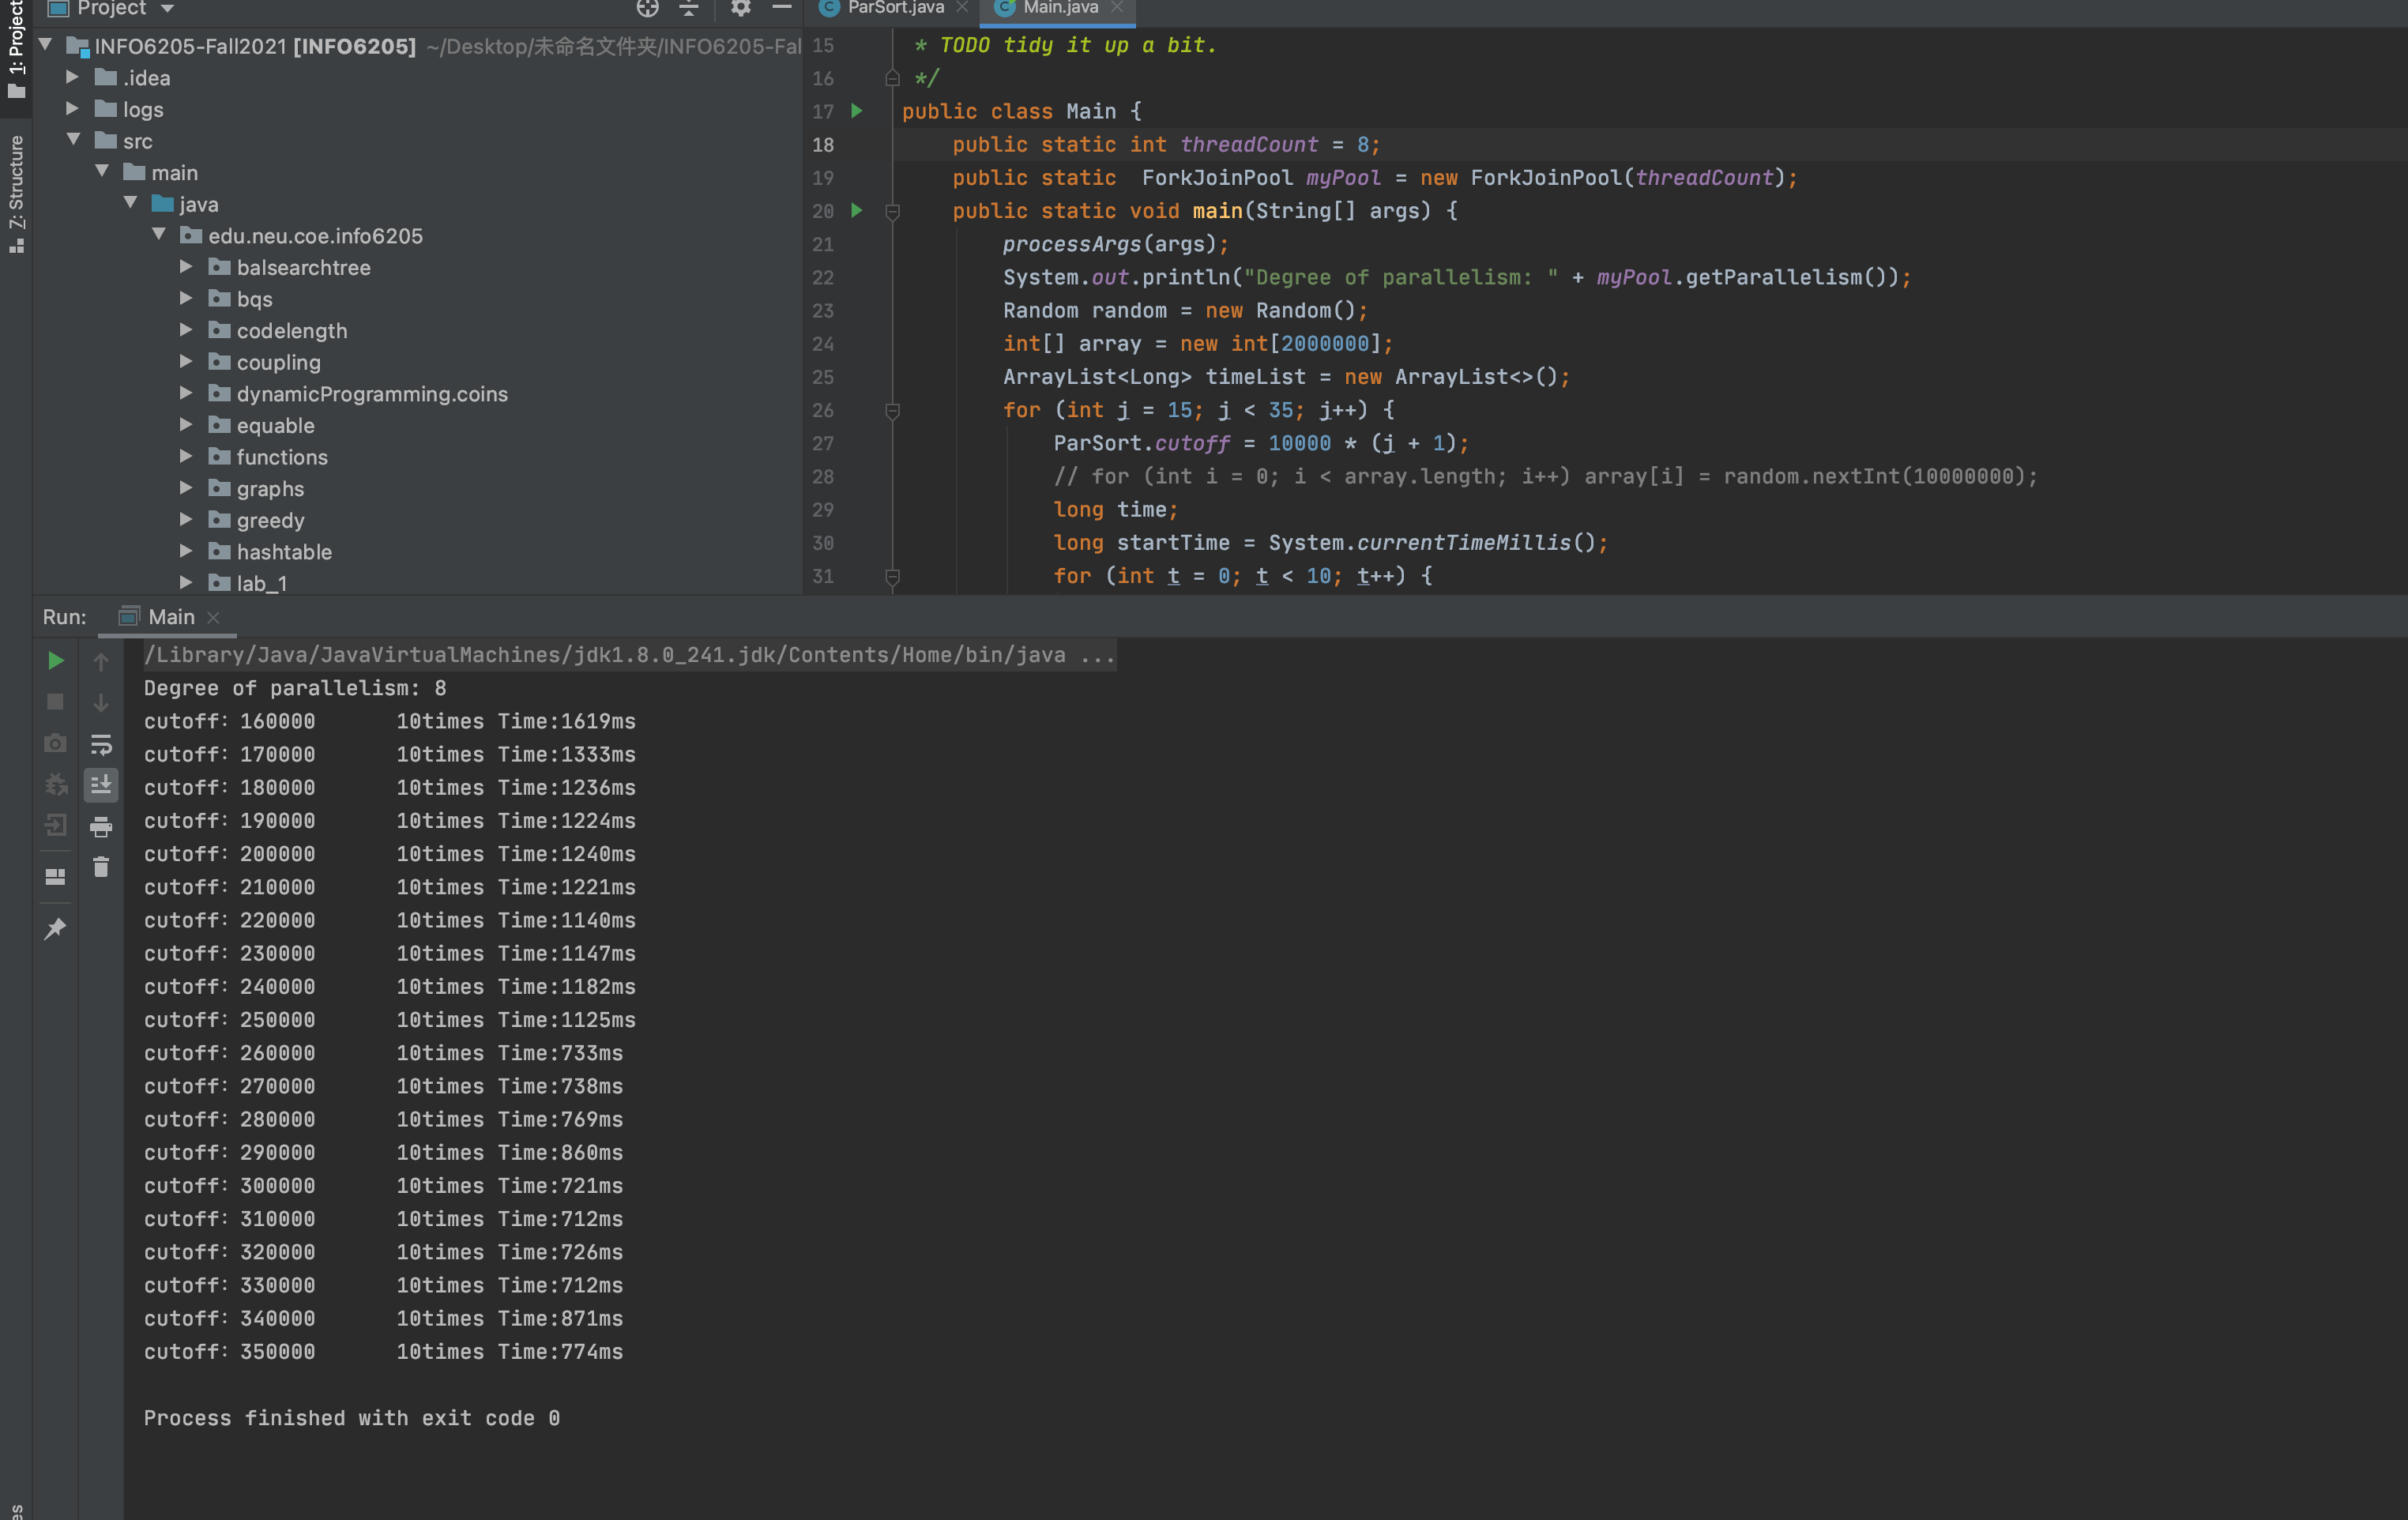 Project
ParSort.java
Main.java
1: Project
Z: Structure
INFO6205-Fall2021 [INFO6205] ~/Desktop/未命名文件夹/INFO6205-Fal
.idea
logs
src
main
java
edu.neu.coe.info6205
balsearchtree
bqs
codelength
coupling
dynamicProgramming.coins
equable
functions
graphs
greedy
hashtable
lab_1
15 * TODO tidy it up a bit.
16 */
17 public class Main {
18 public static int threadCount = 8;
19 public static  ForkJoinPool myPool = new ForkJoinPool(threadCount);
20 public static void main(String[] args) {
21 processArgs(args);
22 System.out.println("Degree of parallelism: " + myPool.getParallelism());
23 Random random = new Random();
24 int[] array = new int[2000000];
25 ArrayList<Long> timeList = new ArrayList<>();
26 for (int j = 15; j < 35; j++) {
27 ParSort.cutoff = 10000 * (j + 1);
28 // for (int i = 0; i < array.length; i++) array[i] = random.nextInt(10000000);
29 long time;
30 long startTime = System.currentTimeMillis();
31 for (int t = 0; t < 10; t++) {
Run: Main
/Library/Java/JavaVirtualMachines/jdk1.8.0_241.jdk/Contents/Home/bin/java ...
Degree of parallelism: 8
cutoff：160000 10times Time:1619ms
cutoff：170000 10times Time:1333ms
cutoff：180000 10times Time:1236ms
cutoff：190000 10times Time:1224ms
cutoff：200000 10times Time:1240ms
cutoff：210000 10times Time:1221ms
cutoff：220000 10times Time:1140ms
cutoff：230000 10times Time:1147ms
cutoff：240000 10times Time:1182ms
cutoff：250000 10times Time:1125ms
cutoff：260000 10times Time:733ms
cutoff：270000 10times Time:738ms
cutoff：280000 10times Time:769ms
cutoff：290000 10times Time:860ms
cutoff：300000 10times Time:721ms
cutoff：310000 10times Time:712ms
cutoff：320000 10times Time:726ms
cutoff：330000 10times Time:712ms
cutoff：340000 10times Time:871ms
cutoff：350000 10times Time:774ms
Process finished with exit code 0